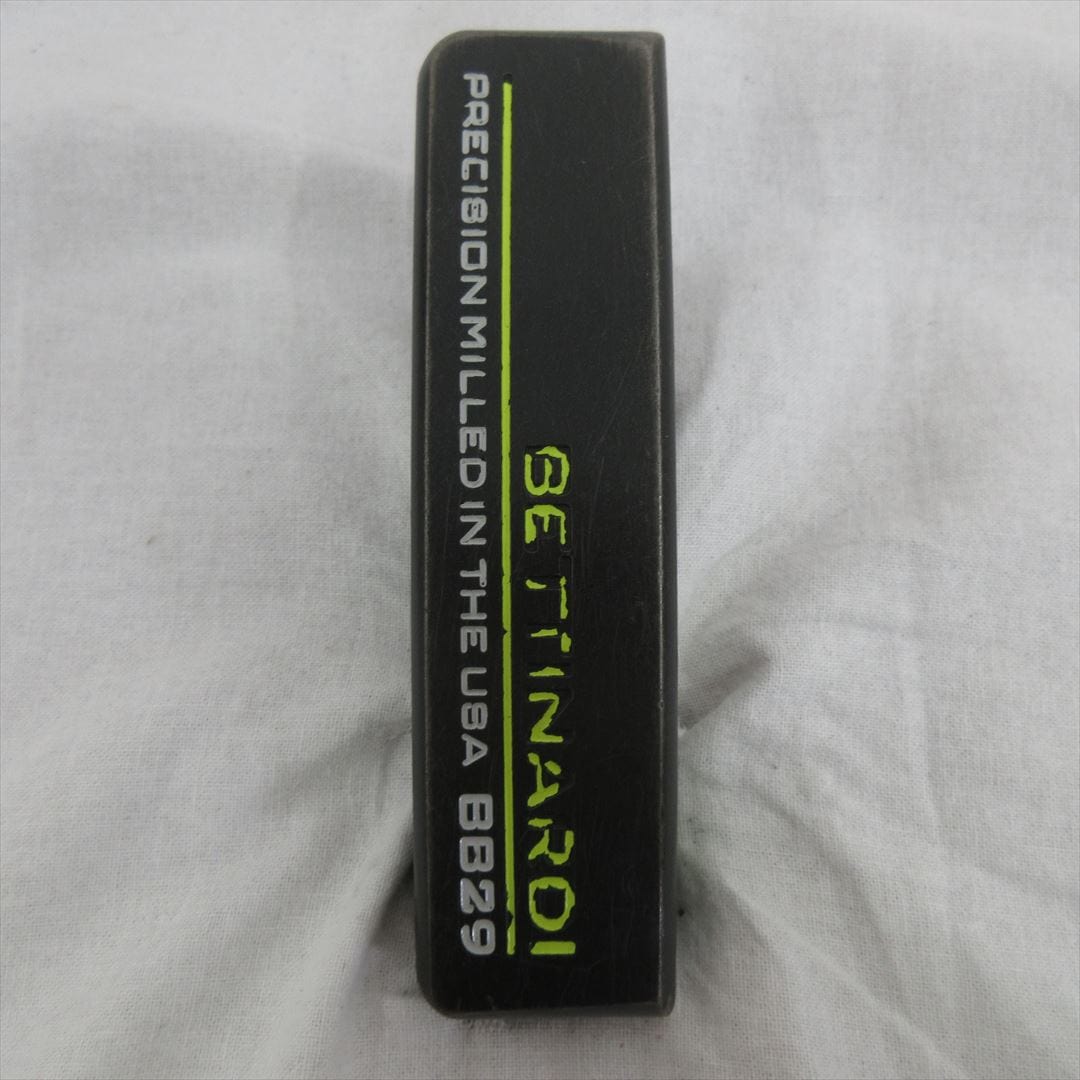 BETTINARDI
PRECISION MILLED IN THE USA BB29